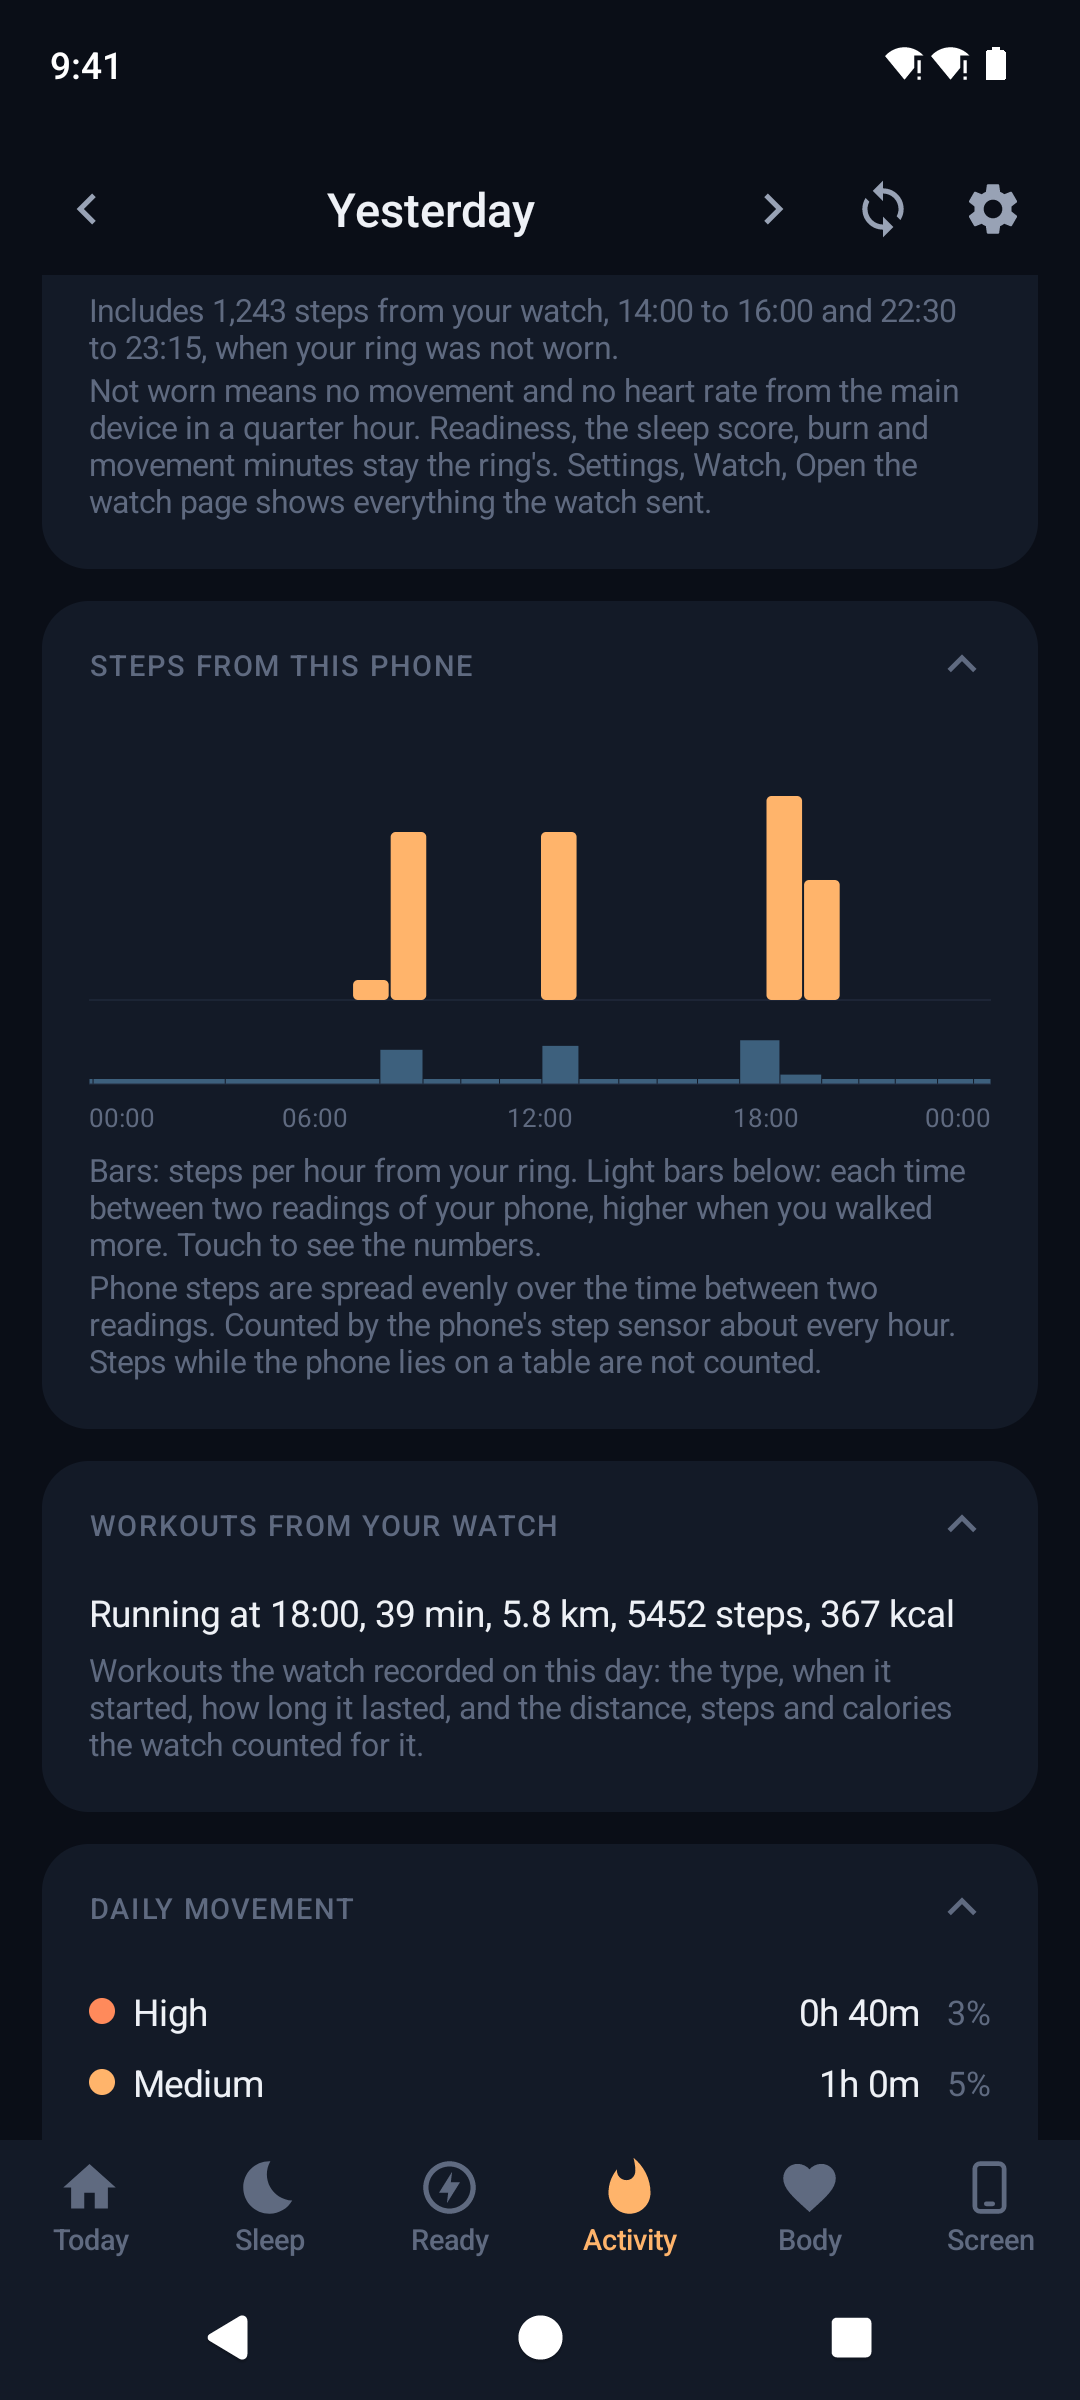 9:41
Yesterday
Includes 1,243 steps from your watch, 14:00 to 16:00 and 22:30
to 23:15, when your ring was not worn.
Not worn means no movement and no heart rate from the main
device in a quarter hour. Readiness, the sleep score, burn and
movement minutes stay the ring's. Settings, Watch, Open the
watch page shows everything the watch sent.
STEPS FROM THIS PHONE
00:00 06:00 12:00 18:00 00:00
Bars: steps per hour from your ring. Light bars below: each time
between two readings of your phone, higher when you walked
more. Touch to see the numbers.
Phone steps are spread evenly over the time between two
readings. Counted by the phone's step sensor about every hour.
Steps while the phone lies on a table are not counted.
WORKOUTS FROM YOUR WATCH
Running at 18:00, 39 min, 5.8 km, 5452 steps, 367 kcal
Workouts the watch recorded on this day: the type, when it
started, how long it lasted, and the distance, steps and calories
the watch counted for it.
DAILY MOVEMENT
High 0h 40m 3%
Medium 1h 0m 5%
Today Sleep Ready Activity Body Screen